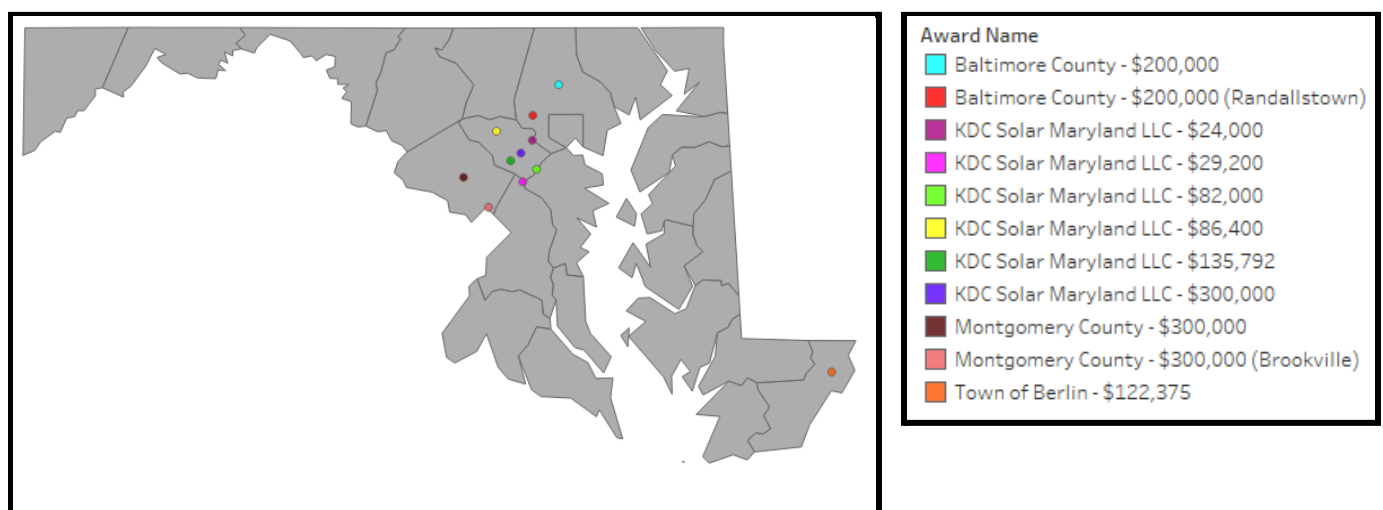 Award Name
Baltimore County - $200,000
Baltimore County - $200,000 (Randallstown)
KDC Solar Maryland LLC - $24,000
KDC Solar Maryland LLC - $29,200
KDC Solar Maryland LLC - $82,000
KDC Solar Maryland LLC - $86,400
KDC Solar Maryland LLC - $135,792
KDC Solar Maryland LLC - $300,000
Montgomery County - $300,000
Montgomery County - $300,000 (Brookville)
Town of Berlin - $122,375